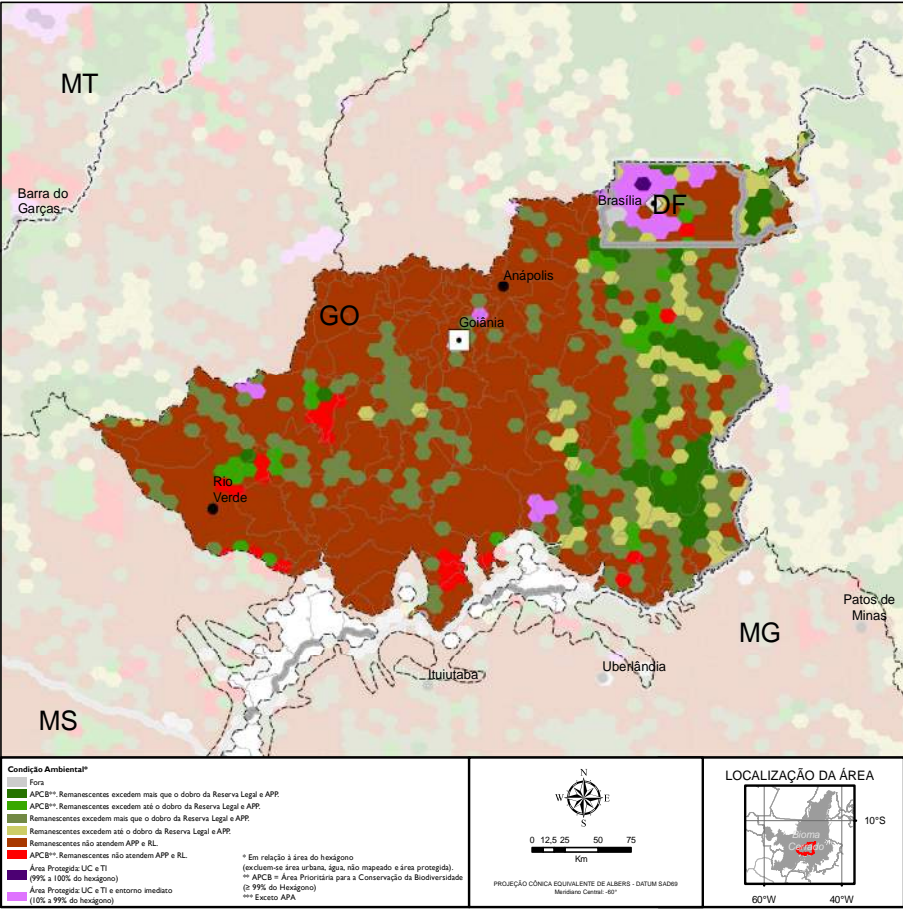 MT
Barra do
Garças
Brasília
DF
Anápolis
GO
Goiânia
Rio
Verde
Patos de
Minas
MG
Uberlândia
Ituiutaba
MS
Condição Ambiental*
Fora
APCB**. Remanescentes excedem mais que o dobro da Reserva Legal e APP.
APCB**. Remanescentes excedem até o dobro da Reserva Legal e APP.
Remanescentes excedem mais que o dobro da Reserva Legal e APP.
Remanescentes excedem até o dobro da Reserva Legal e APP.
Remanescentes não atendem APP e RL.
APCB**. Remanescentes não atendem APP e RL.
Área Protegida: UC e TI
(99% a 100% do hexágono)
Área Protegida: UC e TI e entorno imediato
(10% a 99% do hexágono)
* Em relação à área do hexágono
(excluem-se área urbana, água, não mapeado e área protegida).
** APCB = Área Prioritária para a Conservação da Biodiversidade
(≥ 99% do Hexágono)
*** Exceto APA
N
W E
S
0 12,5 25 50 75
Km
PROJEÇÃO CÔNICA EQUIVALENTE DE ALBERS - DATUM SAD69
Meridiano Central: -60°
LOCALIZAÇÃO DA ÁREA
10°S
Bioma
Cerrado
60°W 40°W